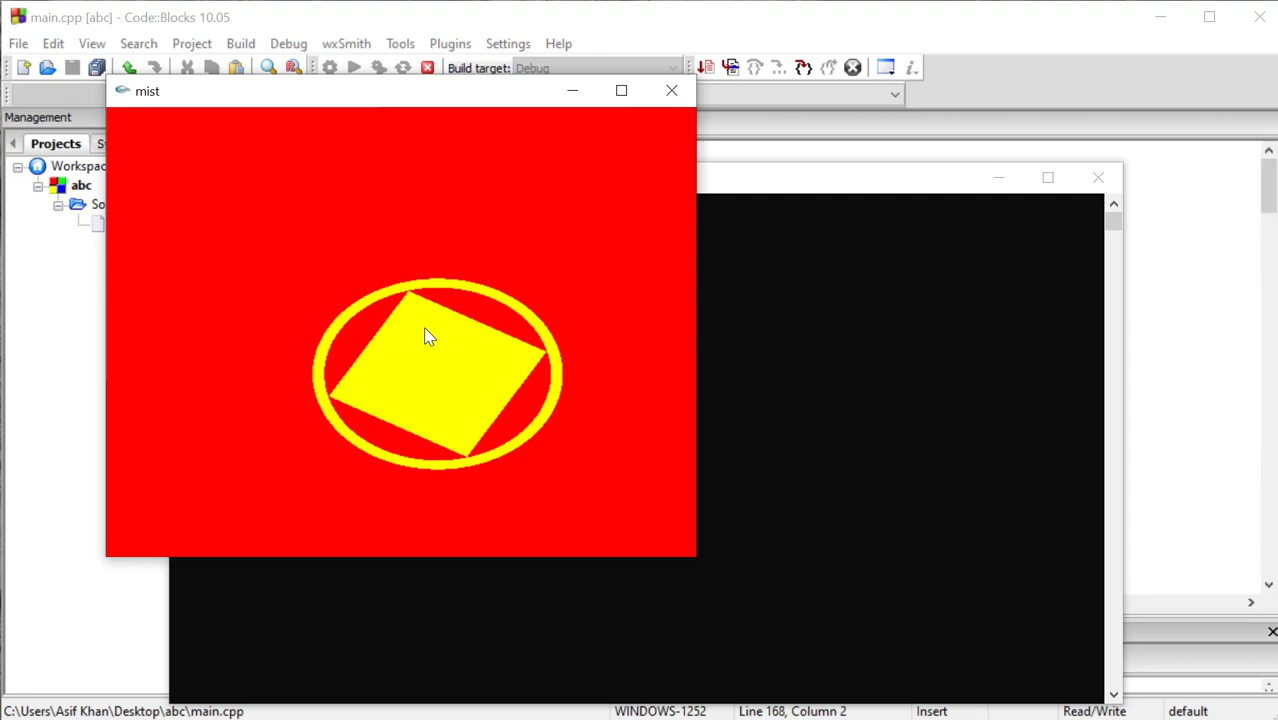 main.cpp [abc] - Code::Blocks 10.05
File Edit View Search Project Build Debug wxSmith Tools Plugins Settings Help
Build target: Debug
mist
Management
Projects
Workspac
abc
So
C:\Users\Asif Khan\Desktop\abc\main.cpp WINDOWS-1252 Line 168, Column 2 Insert Read/Write default